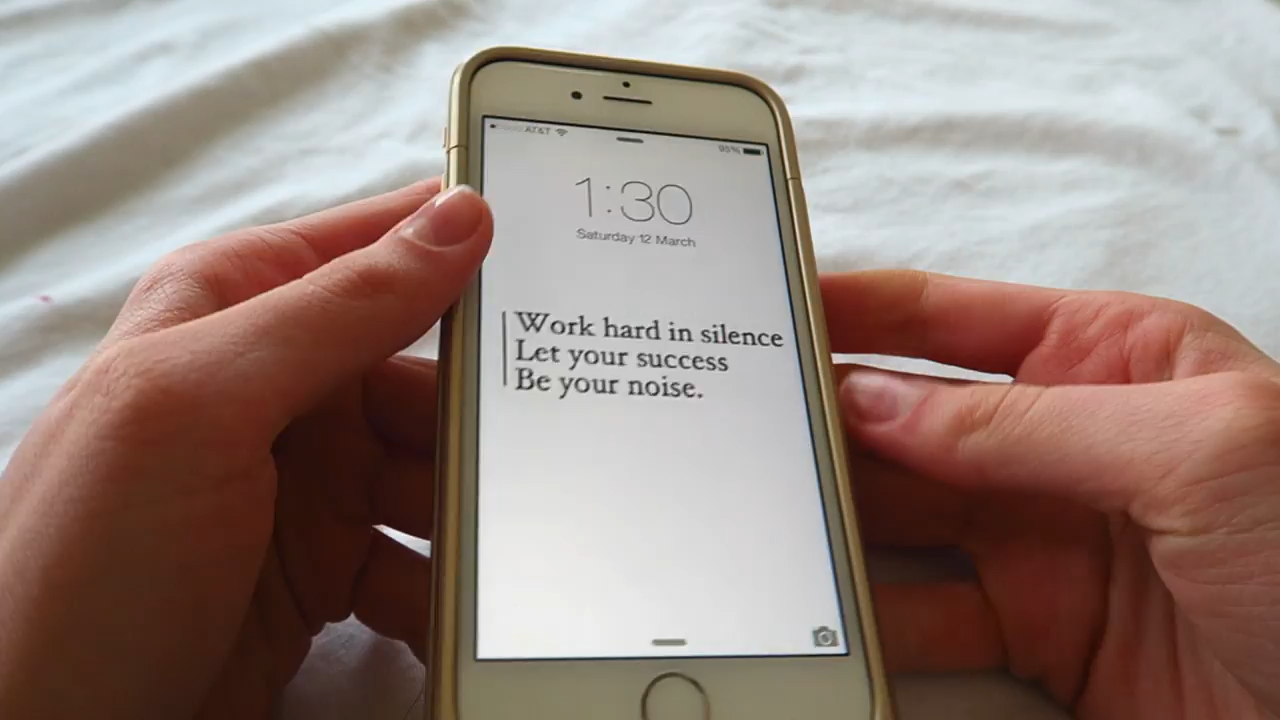 AT&T
95%
1:30
Saturday 12 March
Work hard in silence
Let your success
Be your noise.